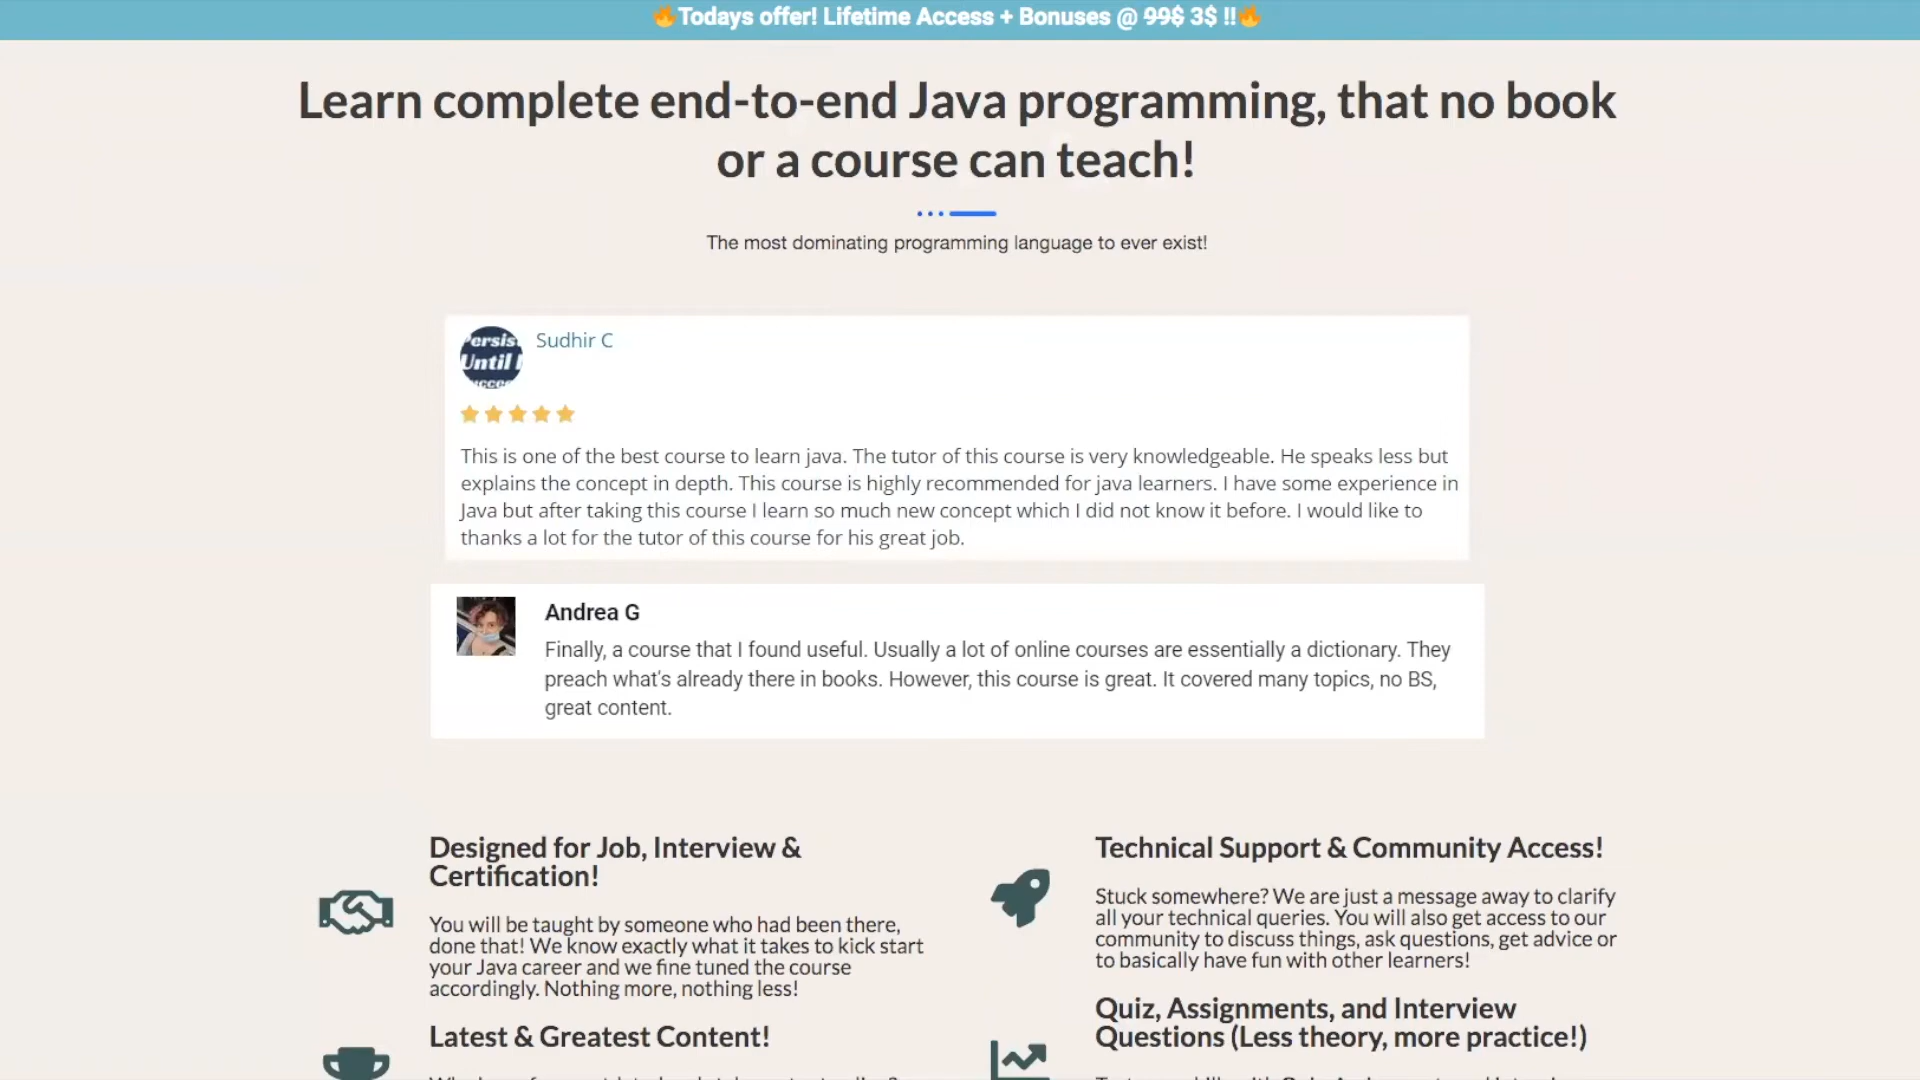 🔥Todays offer! Lifetime Access + Bonuses @ 99$ 3$ !!🔥
Learn complete end-to-end Java programming, that no book
or a course can teach!
The most dominating programming language to ever exist!
Sudhir C
Until
This is one of the best course to learn java. The tutor of this course is very knowledgeable. He speaks less but
explains the concept in depth. This course is highly recommended for java learners. I have some experience in
Java but after taking this course I learn so much new concept which I did not know it before. I would like to
thanks a lot for the tutor of this course for his great job.
Andrea G
Finally, a course that I found useful. Usually a lot of online courses are essentially a dictionary. They
preach what's already there in books. However, this course is great. It covered many topics, no BS,
great content.
Designed for Job, Interview &
Certification!
You will be taught by someone who had been there,
done that! We know exactly what it takes to kick start
your Java career and we fine tuned the course
accordingly. Nothing more, nothing less!
Technical Support & Community Access!
Stuck somewhere? We are just a message away to clarify
all your technical queries. You will also get access to our
community to discuss things, ask questions, get advice or
to basically have fun with other learners!
Latest & Greatest Content!
Quiz, Assignments, and Interview
Questions (Less theory, more practice!)